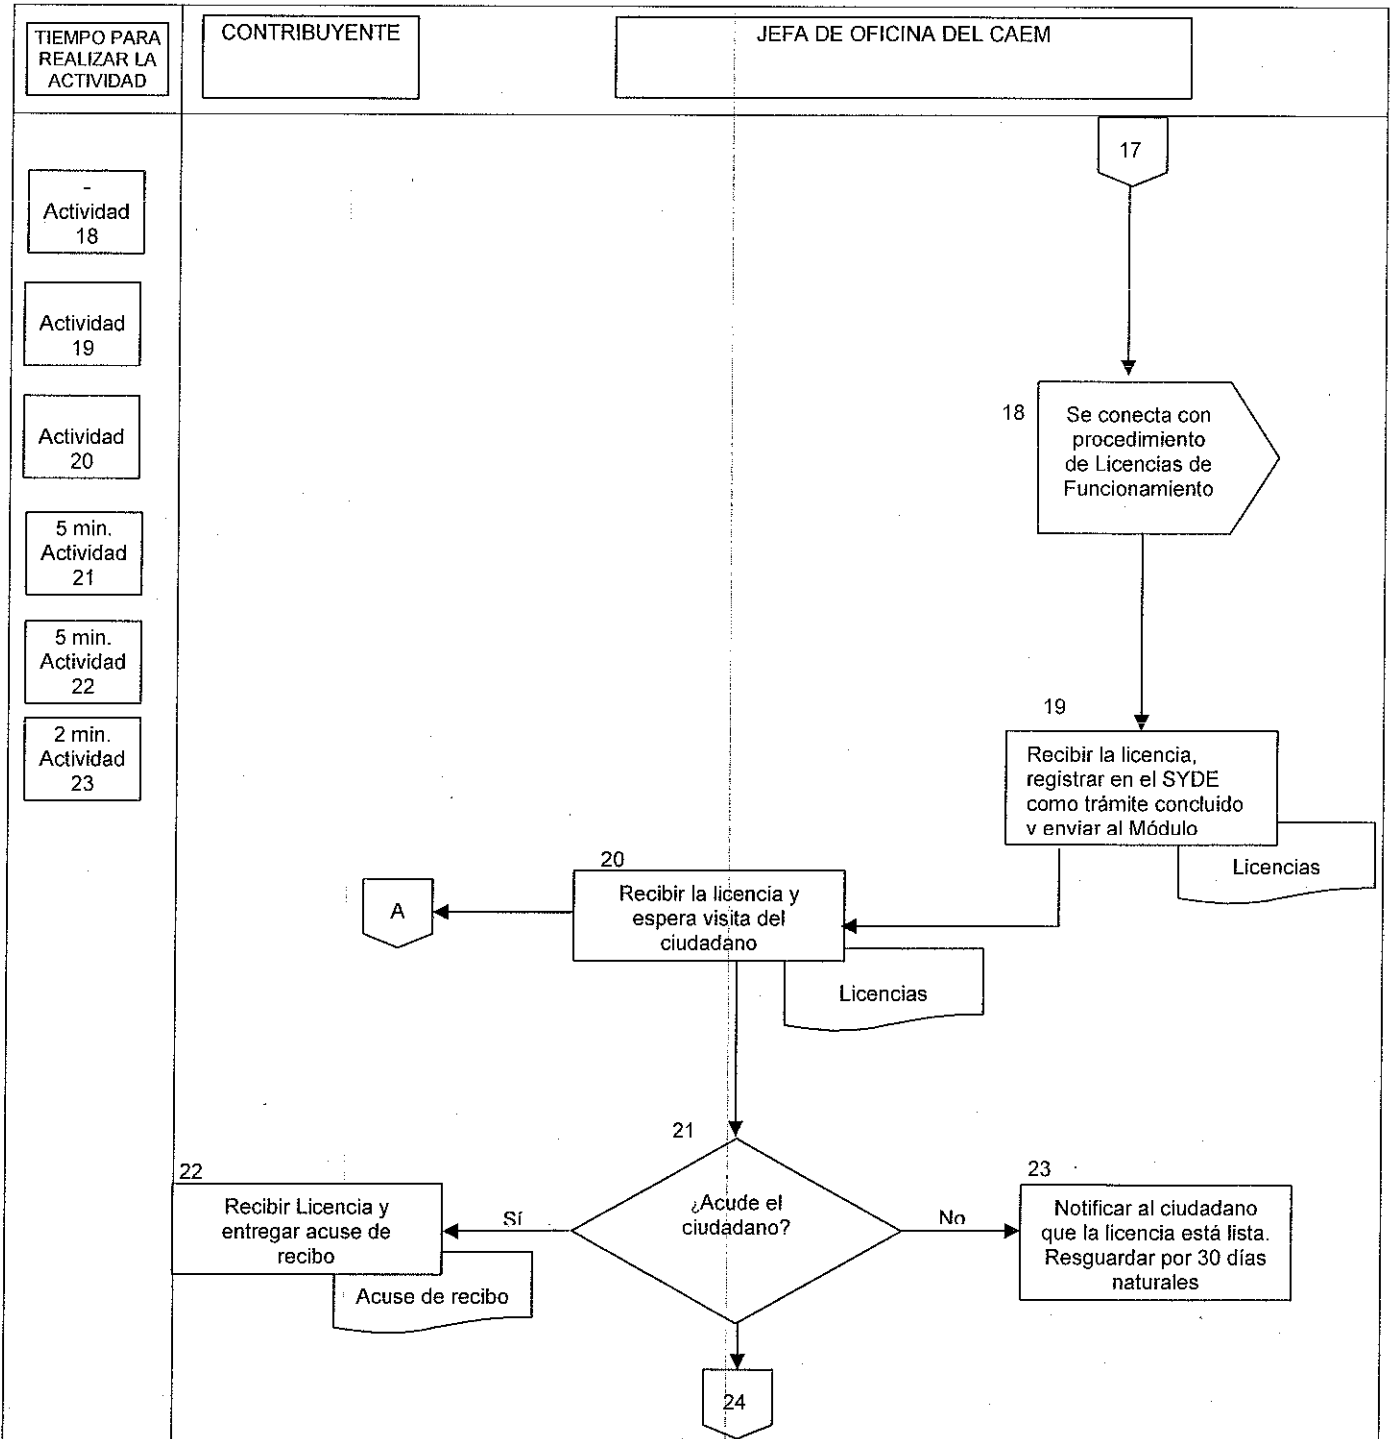 TIEMPO PARA
REALIZAR LA
ACTIVIDAD
CONTRIBUYENTE
JEFA DE OFICINA DEL CAEM
17
-
Actividad
18
Actividad
19
Actividad
20
5 min.
Actividad
21
5 min.
Actividad
22
2 min.
Actividad
23
18
Se conecta con
procedimiento
de Licencias de
Funcionamiento
19
Recibir la licencia,
registrar en el SYDE
como trámite concluido
y enviar al Módulo
Licencias
20
Recibir la licencia y
espera visita del
ciudadano
A
Licencias
21
¿Acude el
ciudadano?
Sí
No
22
Recibir Licencia y
entregar acuse de
recibo
Acuse de recibo
23
Notificar al ciudadano
que la licencia está lista.
Resguardar por 30 días
naturales
24